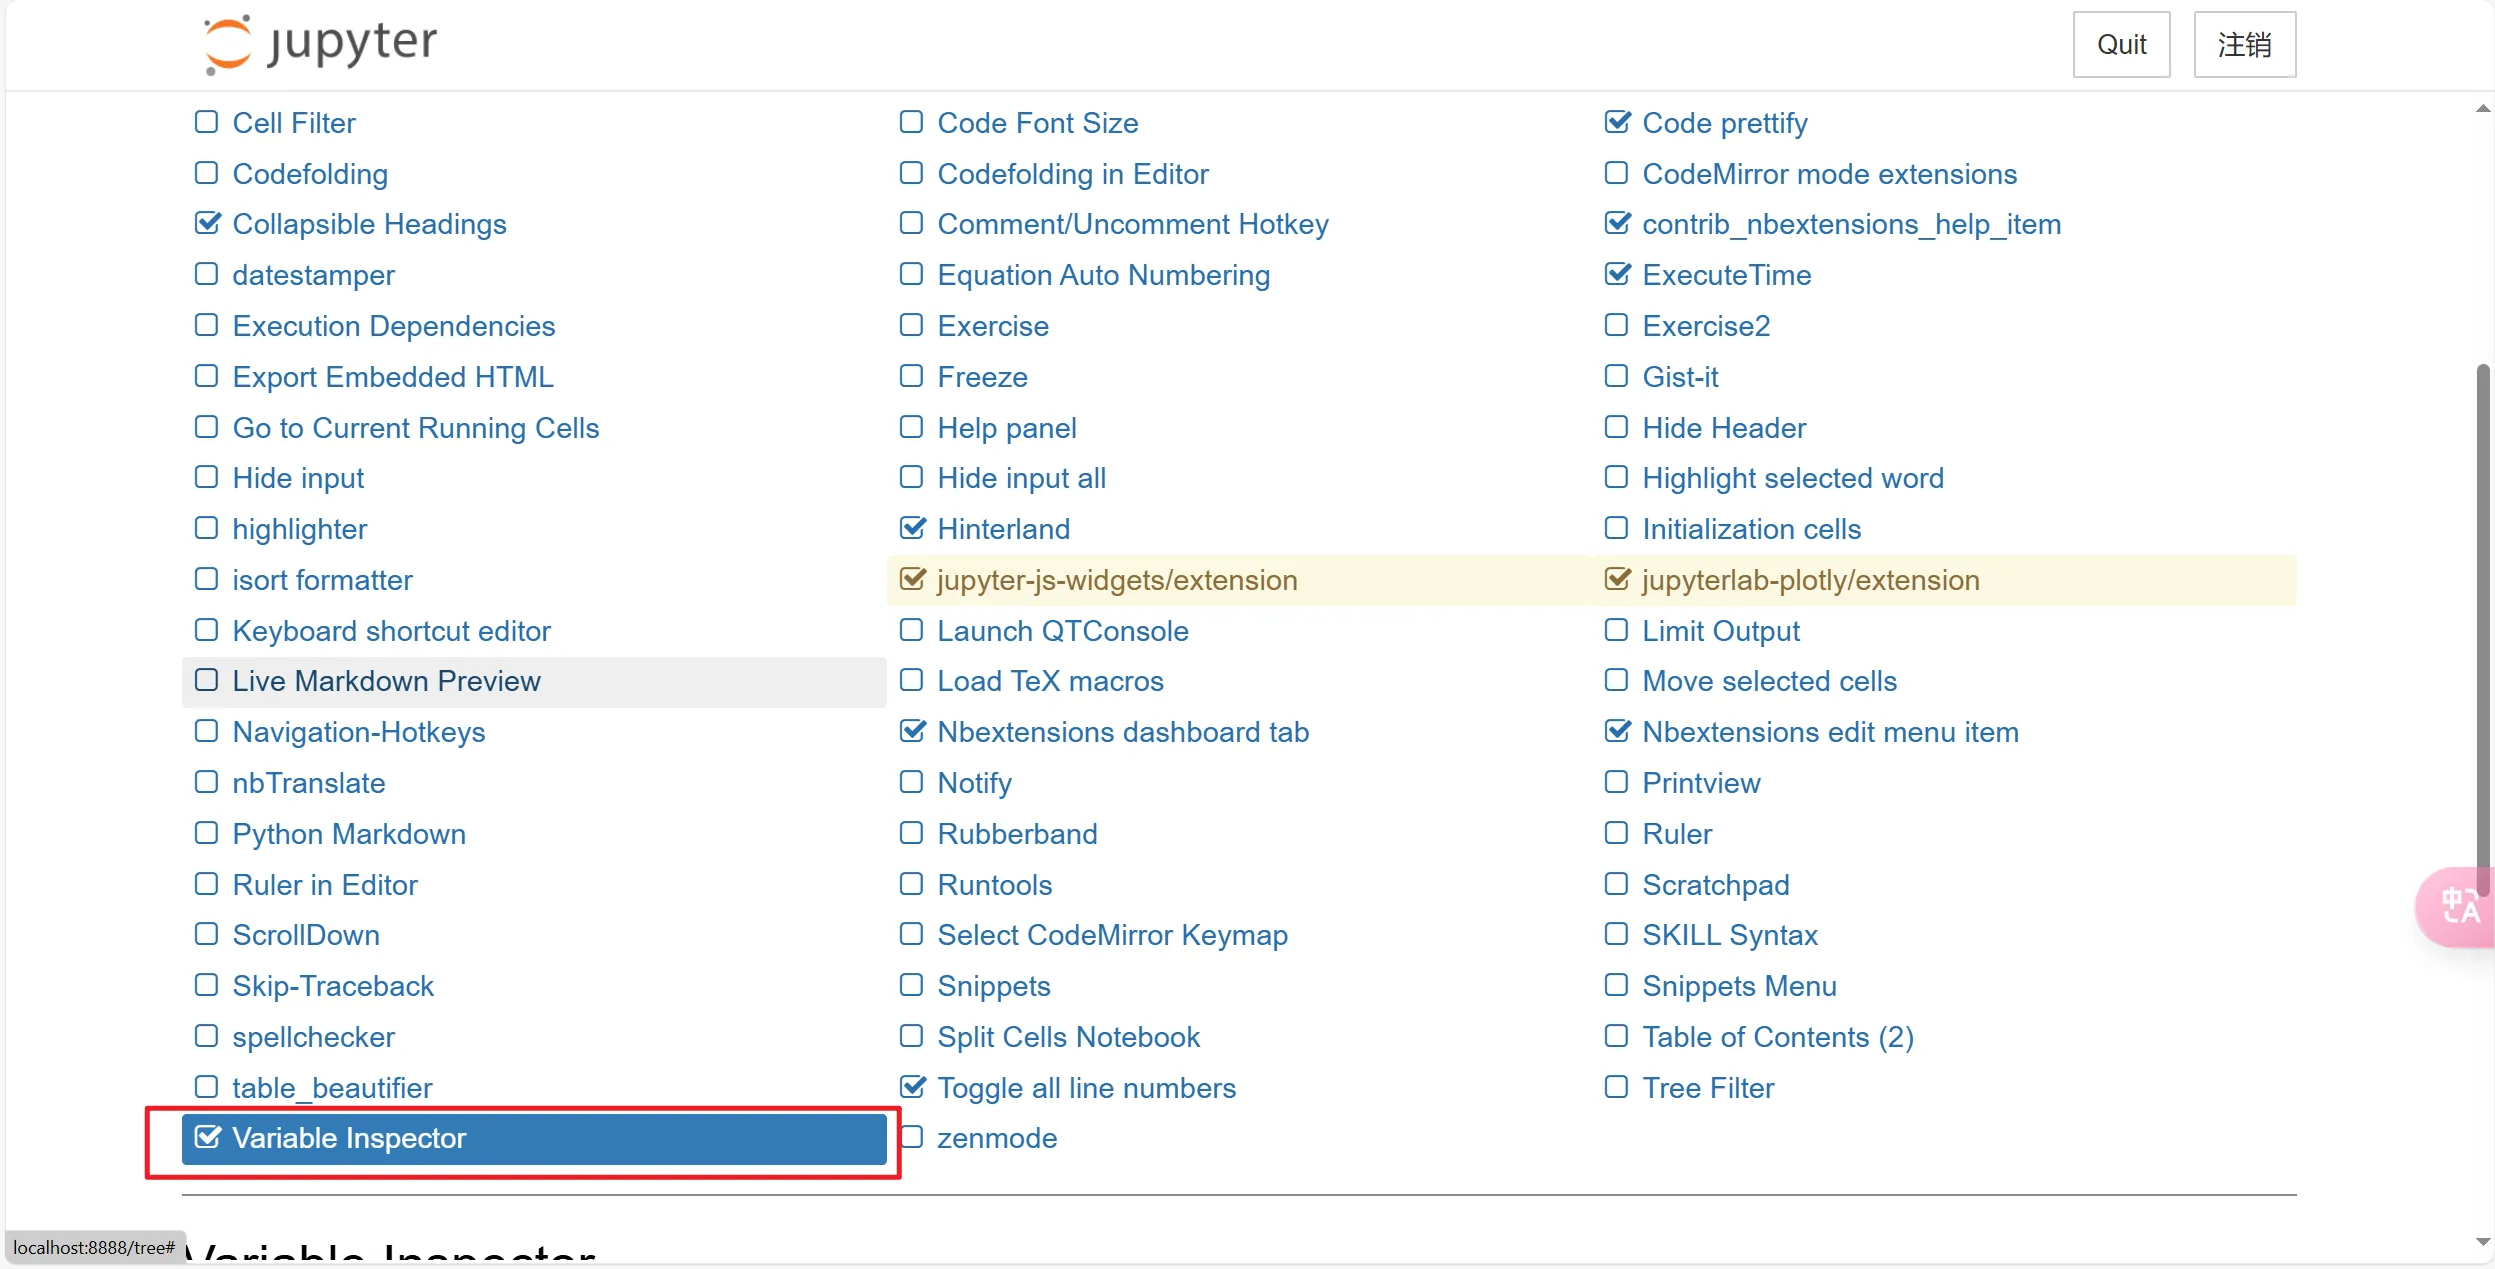 jupyter
Quit 注销
Cell Filter Code Font Size Code prettify
Codefolding Codefolding in Editor CodeMirror mode extensions
Collapsible Headings Comment/Uncomment Hotkey contrib_nbextensions_help_item
datestamper Equation Auto Numbering ExecuteTime
Execution Dependencies Exercise Exercise2
Export Embedded HTML Freeze Gist-it
Go to Current Running Cells Help panel Hide Header
Hide input Hide input all Highlight selected word
highlighter Hinterland Initialization cells
isort formatter jupyter-js-widgets/extension jupyterlab-plotly/extension
Keyboard shortcut editor Launch QTConsole Limit Output
Live Markdown Preview Load TeX macros Move selected cells
Navigation-Hotkeys Nbextensions dashboard tab Nbextensions edit menu item
nbTranslate Notify Printview
Python Markdown Rubberband Ruler
Ruler in Editor Runtools Scratchpad
ScrollDown Select CodeMirror Keymap SKILL Syntax
Skip-Traceback Snippets Snippets Menu
spellchecker Split Cells Notebook Table of Contents (2)
table_beautifier Toggle all line numbers Tree Filter
Variable Inspector zenmode
Variable Inspector
localhost:8888/tree#
中A